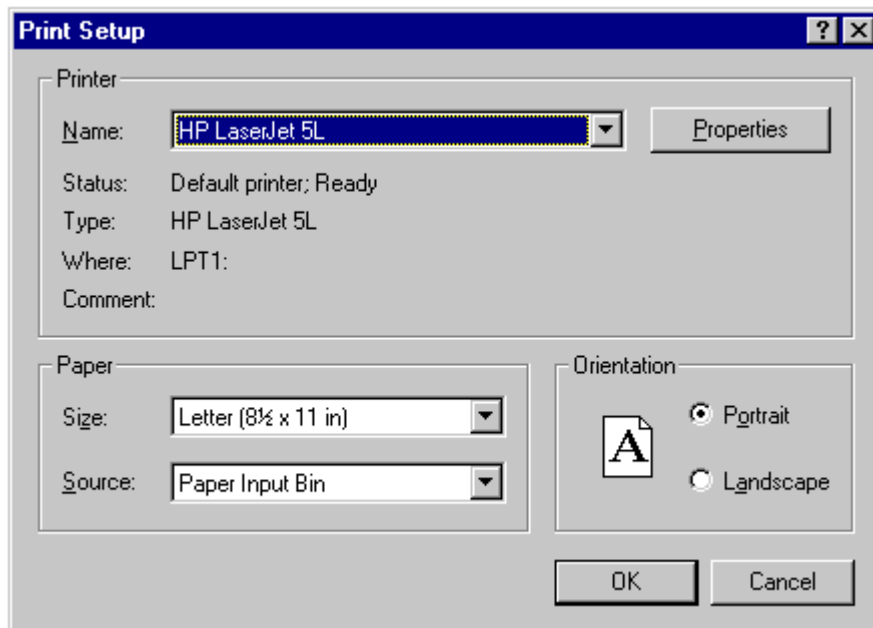 Print Setup
Printer
Name: HP LaserJet 5L Properties
Status: Default printer; Ready
Type: HP LaserJet 5L
Where: LPT1:
Comment:
Paper
Size: Letter (8½ x 11 in)
Source: Paper Input Bin
Orientation
A
Portrait
Landscape
OK Cancel